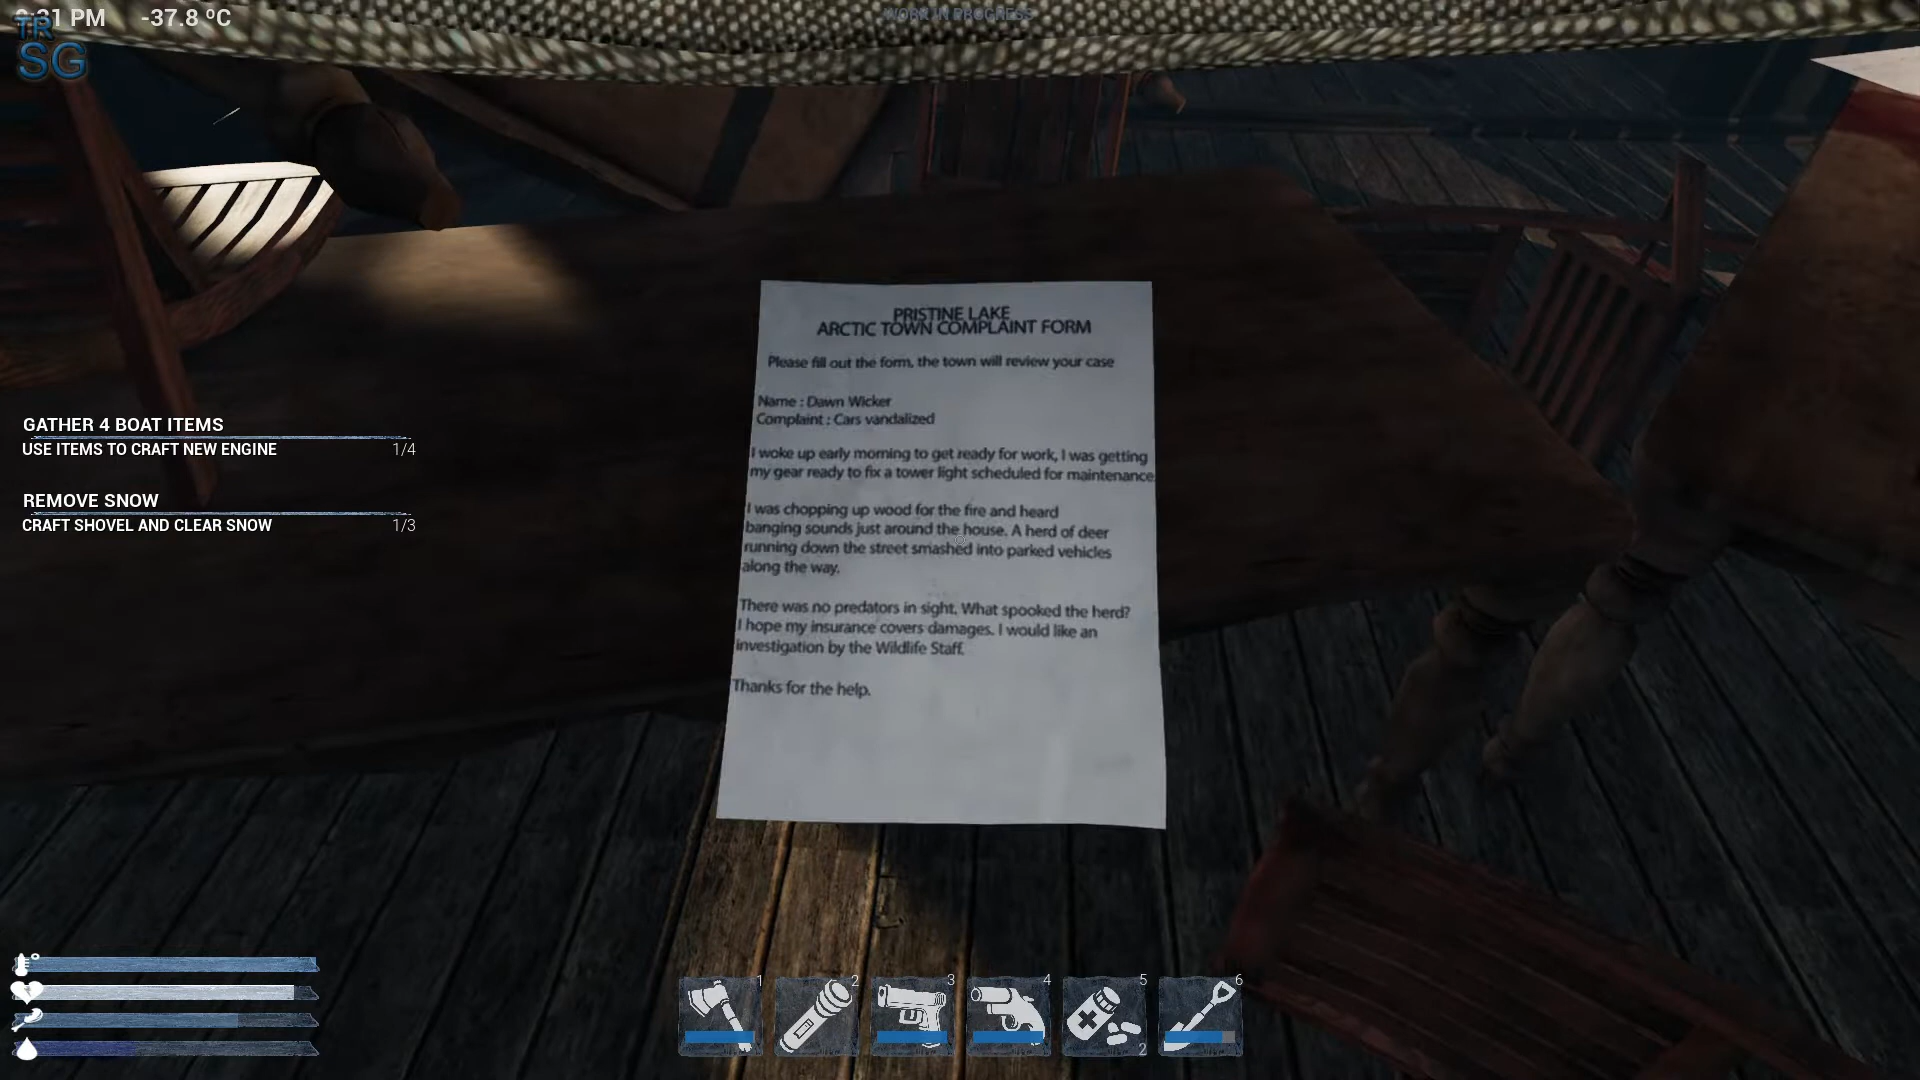 PM -37.8 ºC
WORK IN PROGRESS
TR
SG
PRISTINE LAKE
ARCTIC TOWN COMPLAINT FORM
Please fill out the form, the town will review your case
Name : Dawn Wicker
Complaint : Cars vandalized
I woke up early morning to get ready for work, I was getting
my gear ready to fix a tower light scheduled for maintenance
I was chopping up wood for the fire and heard
banging sounds just around the house. A herd of deer
running down the street smashed into parked vehicles
along the way.
There was no predators in sight. What spooked the herd?
I hope my insurance covers damages. I would like an
investigation by the Wildlife Staff.
Thanks for the help.
GATHER 4 BOAT ITEMS
USE ITEMS TO CRAFT NEW ENGINE 1/4
REMOVE SNOW
CRAFT SHOVEL AND CLEAR SNOW 1/3
1 2 3 4 5 6
2